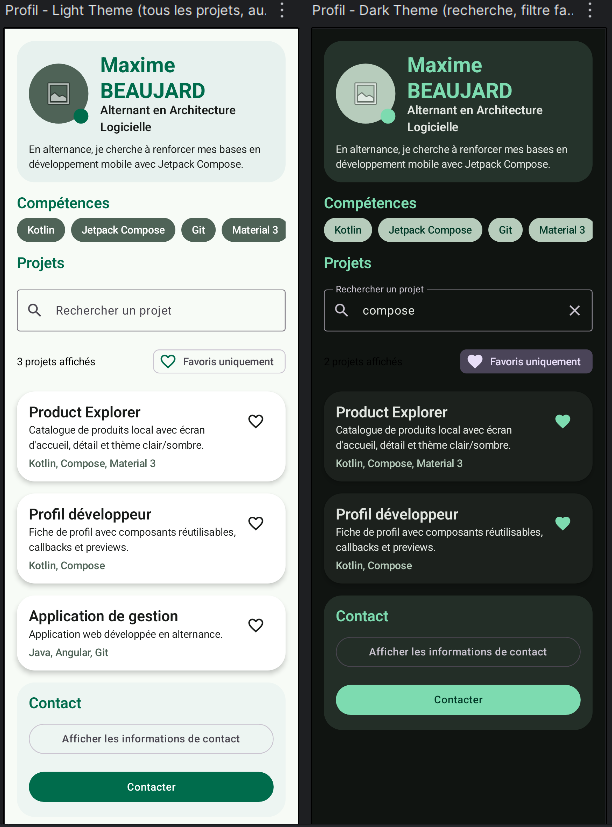 Profil - Light Theme (tous les projets, au..
Maxime
BEAUJARD
Alternant en Architecture
Logicielle
En alternance, je cherche à renforcer mes bases en
développement mobile avec Jetpack Compose.
Compétences
Kotlin
Jetpack Compose
Git
Material 3
Projets
Rechercher un projet
3 projets affichés
Favoris uniquement
Product Explorer
Catalogue de produits local avec écran
d'accueil, détail et thème clair/sombre.
Kotlin, Compose, Material 3
Profil développeur
Fiche de profil avec composants réutilisables,
callbacks et previews.
Kotlin, Compose
Application de gestion
Application web développée en alternance.
Java, Angular, Git
Contact
Afficher les informations de contact
Contacter
Profil - Dark Theme (recherche, filtre fa..
Maxime
BEAUJARD
Alternant en Architecture
Logicielle
En alternance, je cherche à renforcer mes bases en
développement mobile avec Jetpack Compose.
Compétences
Kotlin
Jetpack Compose
Git
Material 3
Projets
Rechercher un projet
compose
2 projets affichés
Favoris uniquement
Product Explorer
Catalogue de produits local avec écran
d'accueil, détail et thème clair/sombre.
Kotlin, Compose, Material 3
Profil développeur
Fiche de profil avec composants réutilisables,
callbacks et previews.
Kotlin, Compose
Contact
Afficher les informations de contact
Contacter